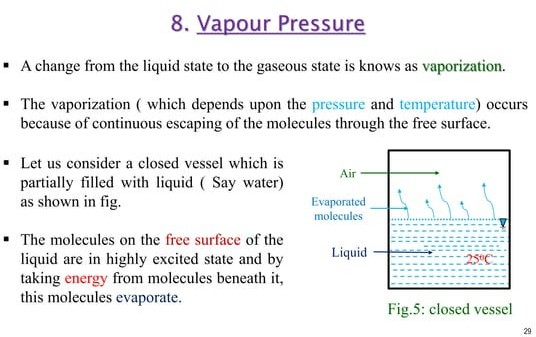 8. Vapour Pressure
▪ A change from the liquid state to the gaseous state is knows as vaporization.
▪ The vaporization ( which depends upon the pressure and temperature) occurs
because of continuous escaping of the molecules through the free surface.
▪ Let us consider a closed vessel which is
partially filled with liquid ( Say water)
as shown in fig.
▪ The molecules on the free surface of the
liquid are in highly excited state and by
taking energy from molecules beneath it,
this molecules evaporate.
Air
Evaporated
molecules
Liquid
25⁰C
Fig.5: closed vessel
29